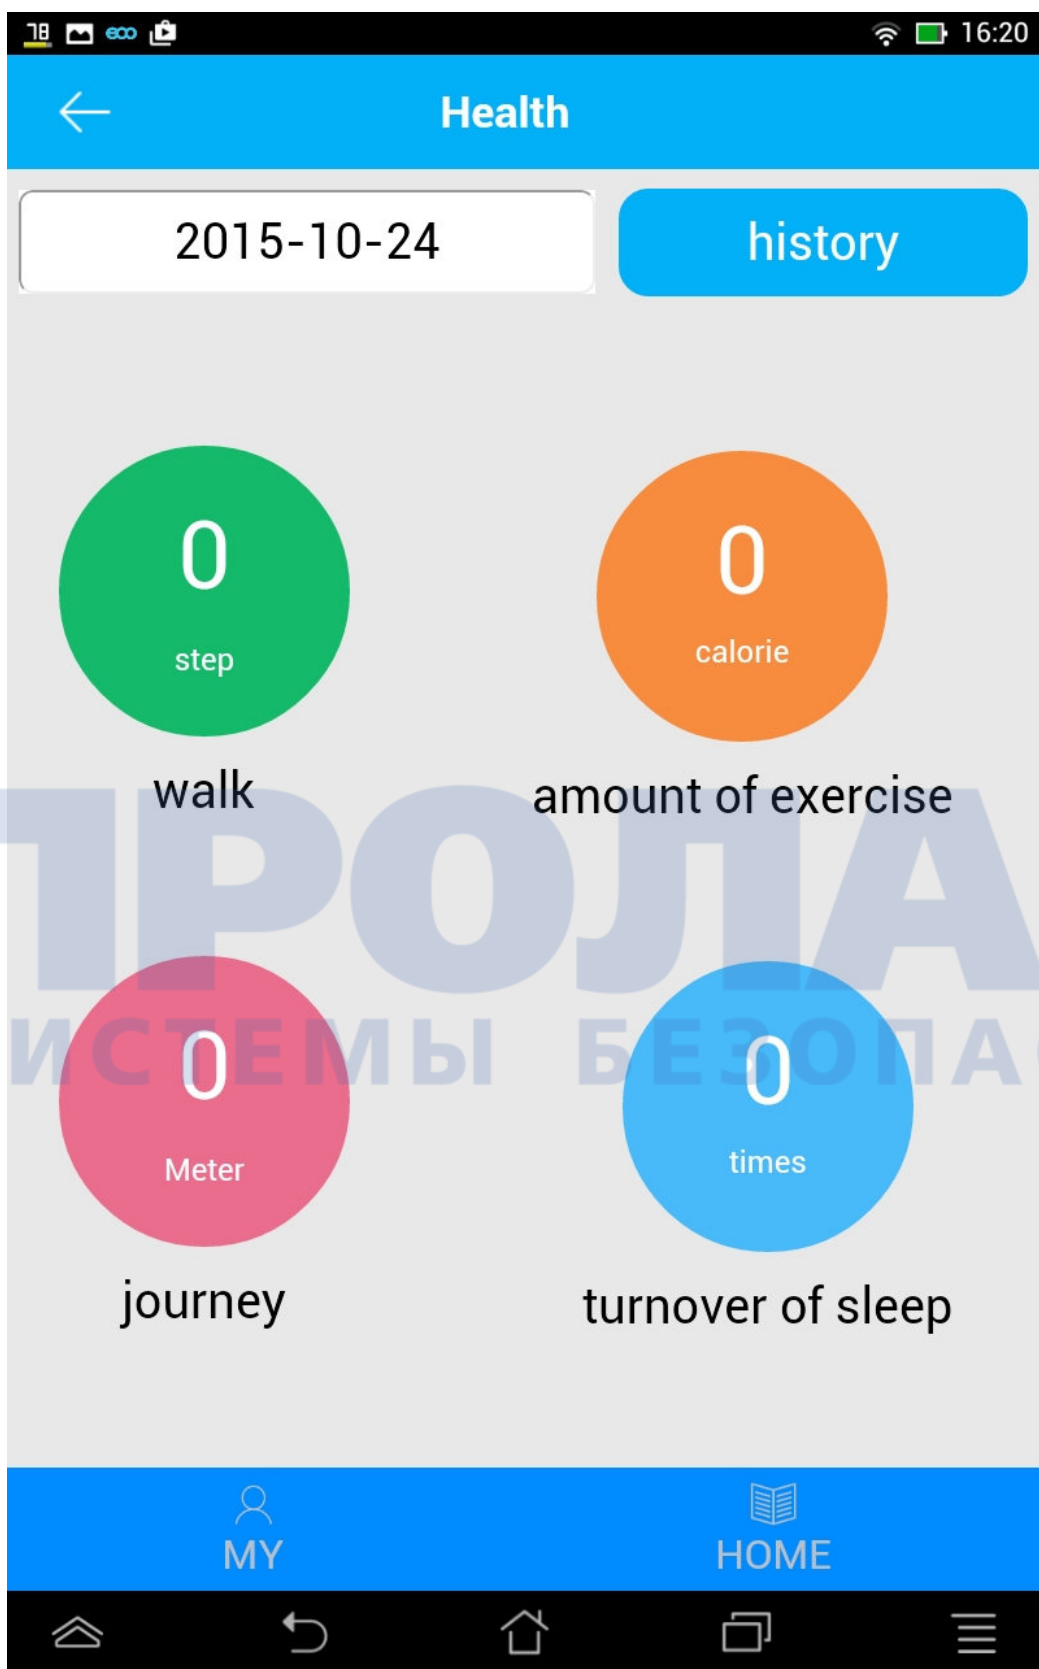 16:20
Health
2015-10-24
history
0
0
step
calorie
walk
amount of exercise
ПРОЛА
ИСТЕМЫ БЕЗОПА
0
0
Meter
times
journey
turnover of sleep
MY
HOME